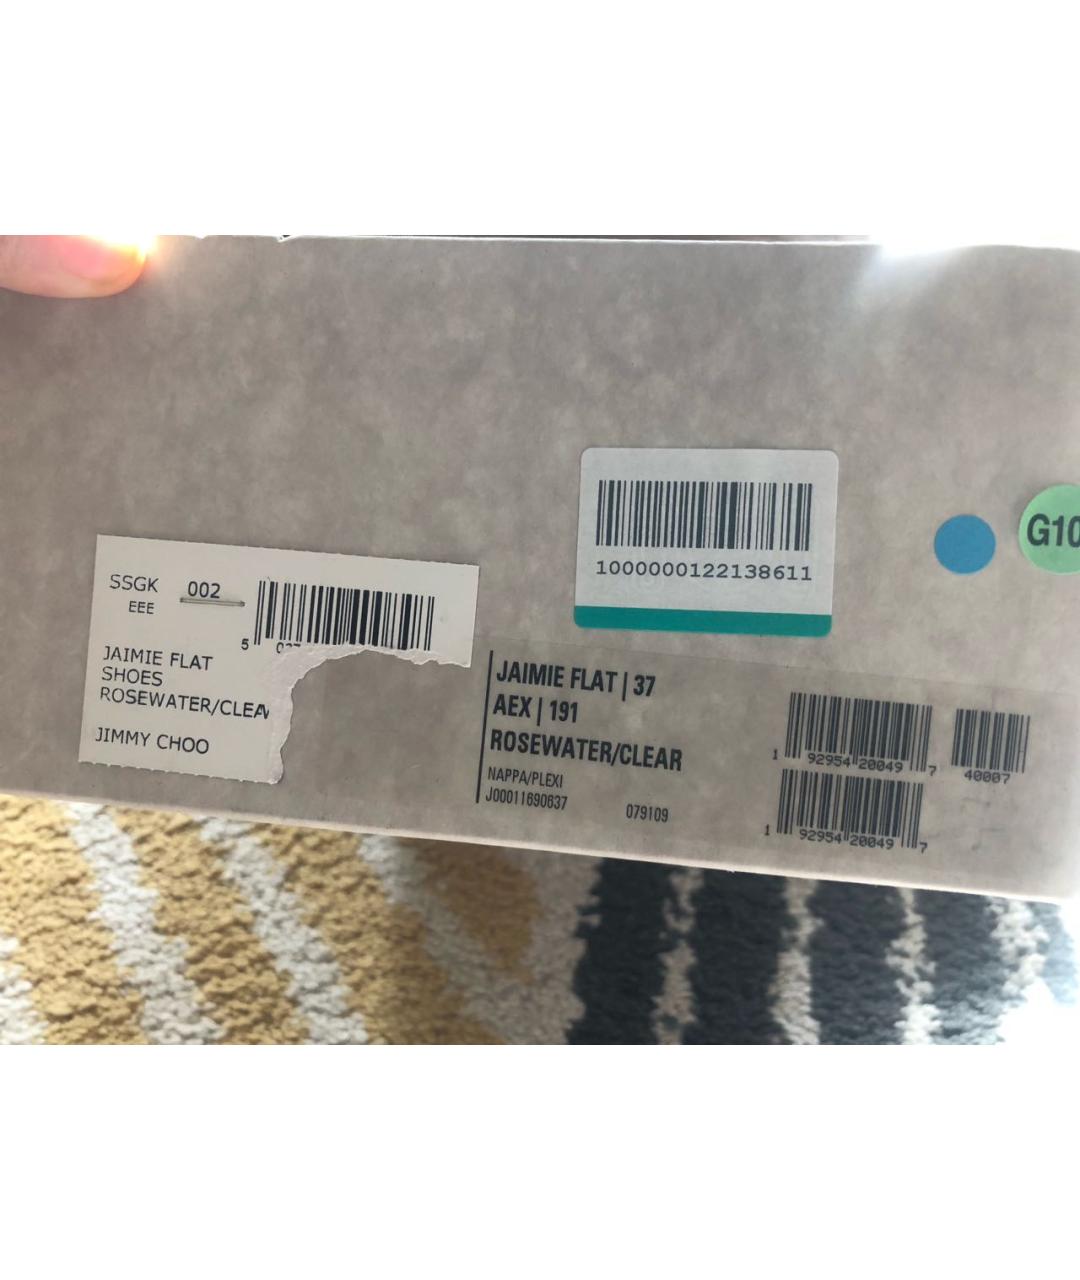 SSGK 002
EEE
JAIMIE FLAT
SHOES
ROSEWATER/CLEA
JIMMY CHOO
1000000122138611
G10
JAIMIE FLAT | 37
AEX | 191
ROSEWATER/CLEAR
NAPPA/PLEXI
J00011690637 079109
1 92954 20049 7
40007
1 92954 20049 7